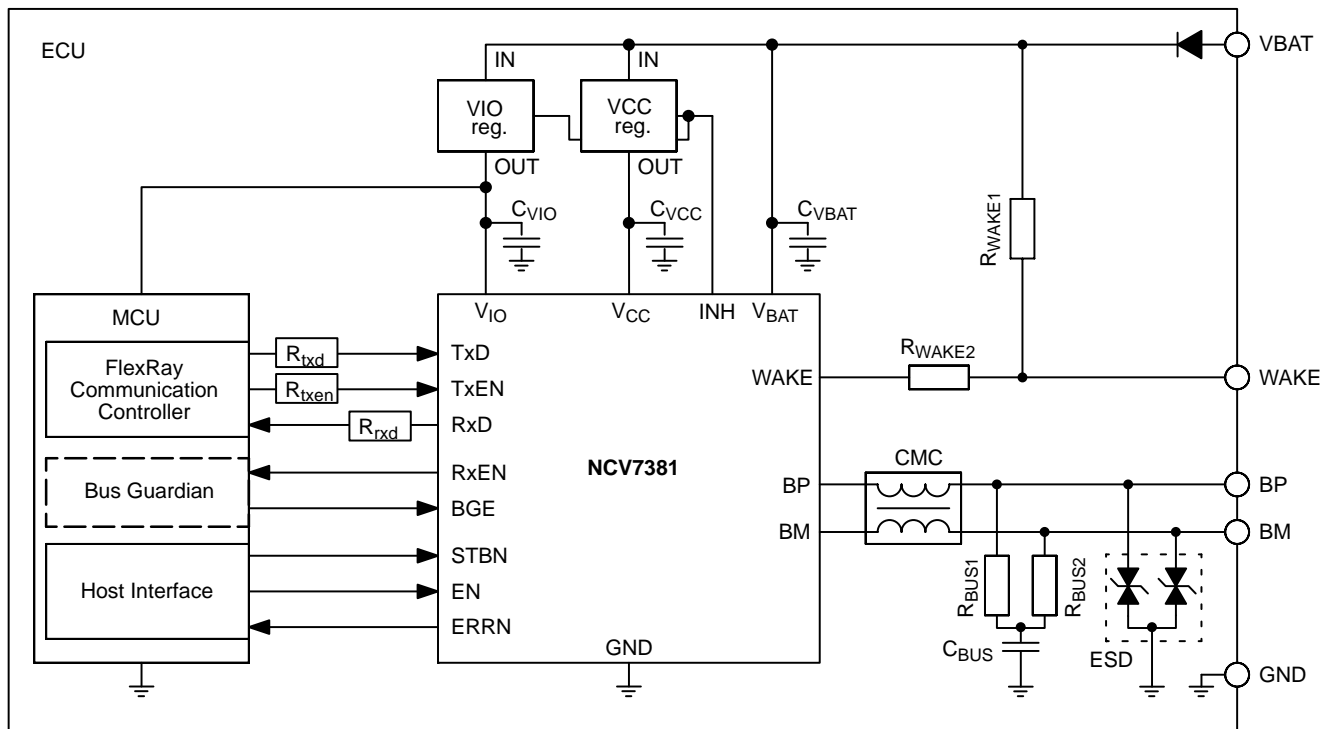 ECU
VBAT
IN
IN
VIO
reg.
VCC
reg.
OUT
OUT
CVIO
CVCC
CVBAT
RWAKE1
MCU
VIO
VCC
INH
VBAT
FlexRay
Communication
Controller
Rtxd
TxD
Rtxen
TxEN
Rrxd
RxD
RWAKE2
WAKE
WAKE
Bus Guardian
RxEN
BGE
NCV7381
CMC
BP
BP
BM
BM
Host Interface
STBN
EN
ERRN
RBUS1
RBUS2
CBUS
ESD
GND
GND